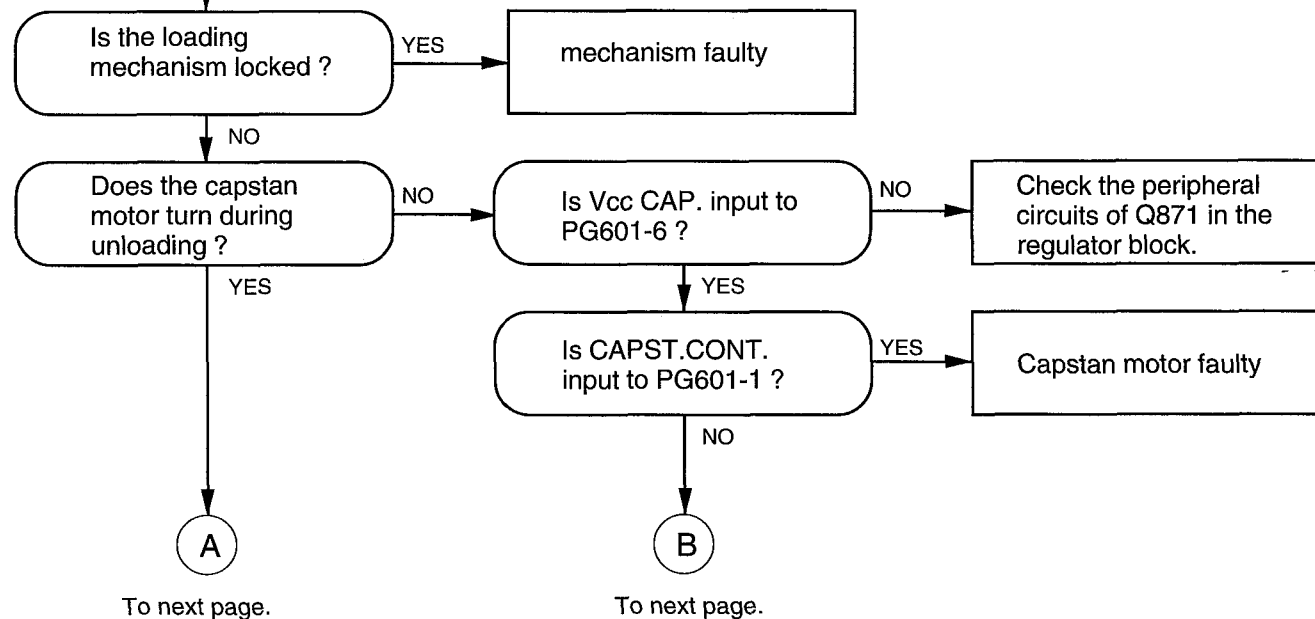 Is the loading
mechanism locked ?
YES
mechanism faulty
NO
Does the capstan
motor turn during
unloading ?
NO
Is Vcc CAP. input to
PG601-6 ?
NO
Check the peripheral
circuits of Q871 in the
regulator block.
YES
YES
Is CAPST.CONT.
input to PG601-1 ?
YES
Capstan motor faulty
NO
A
B
To next page.
To next page.